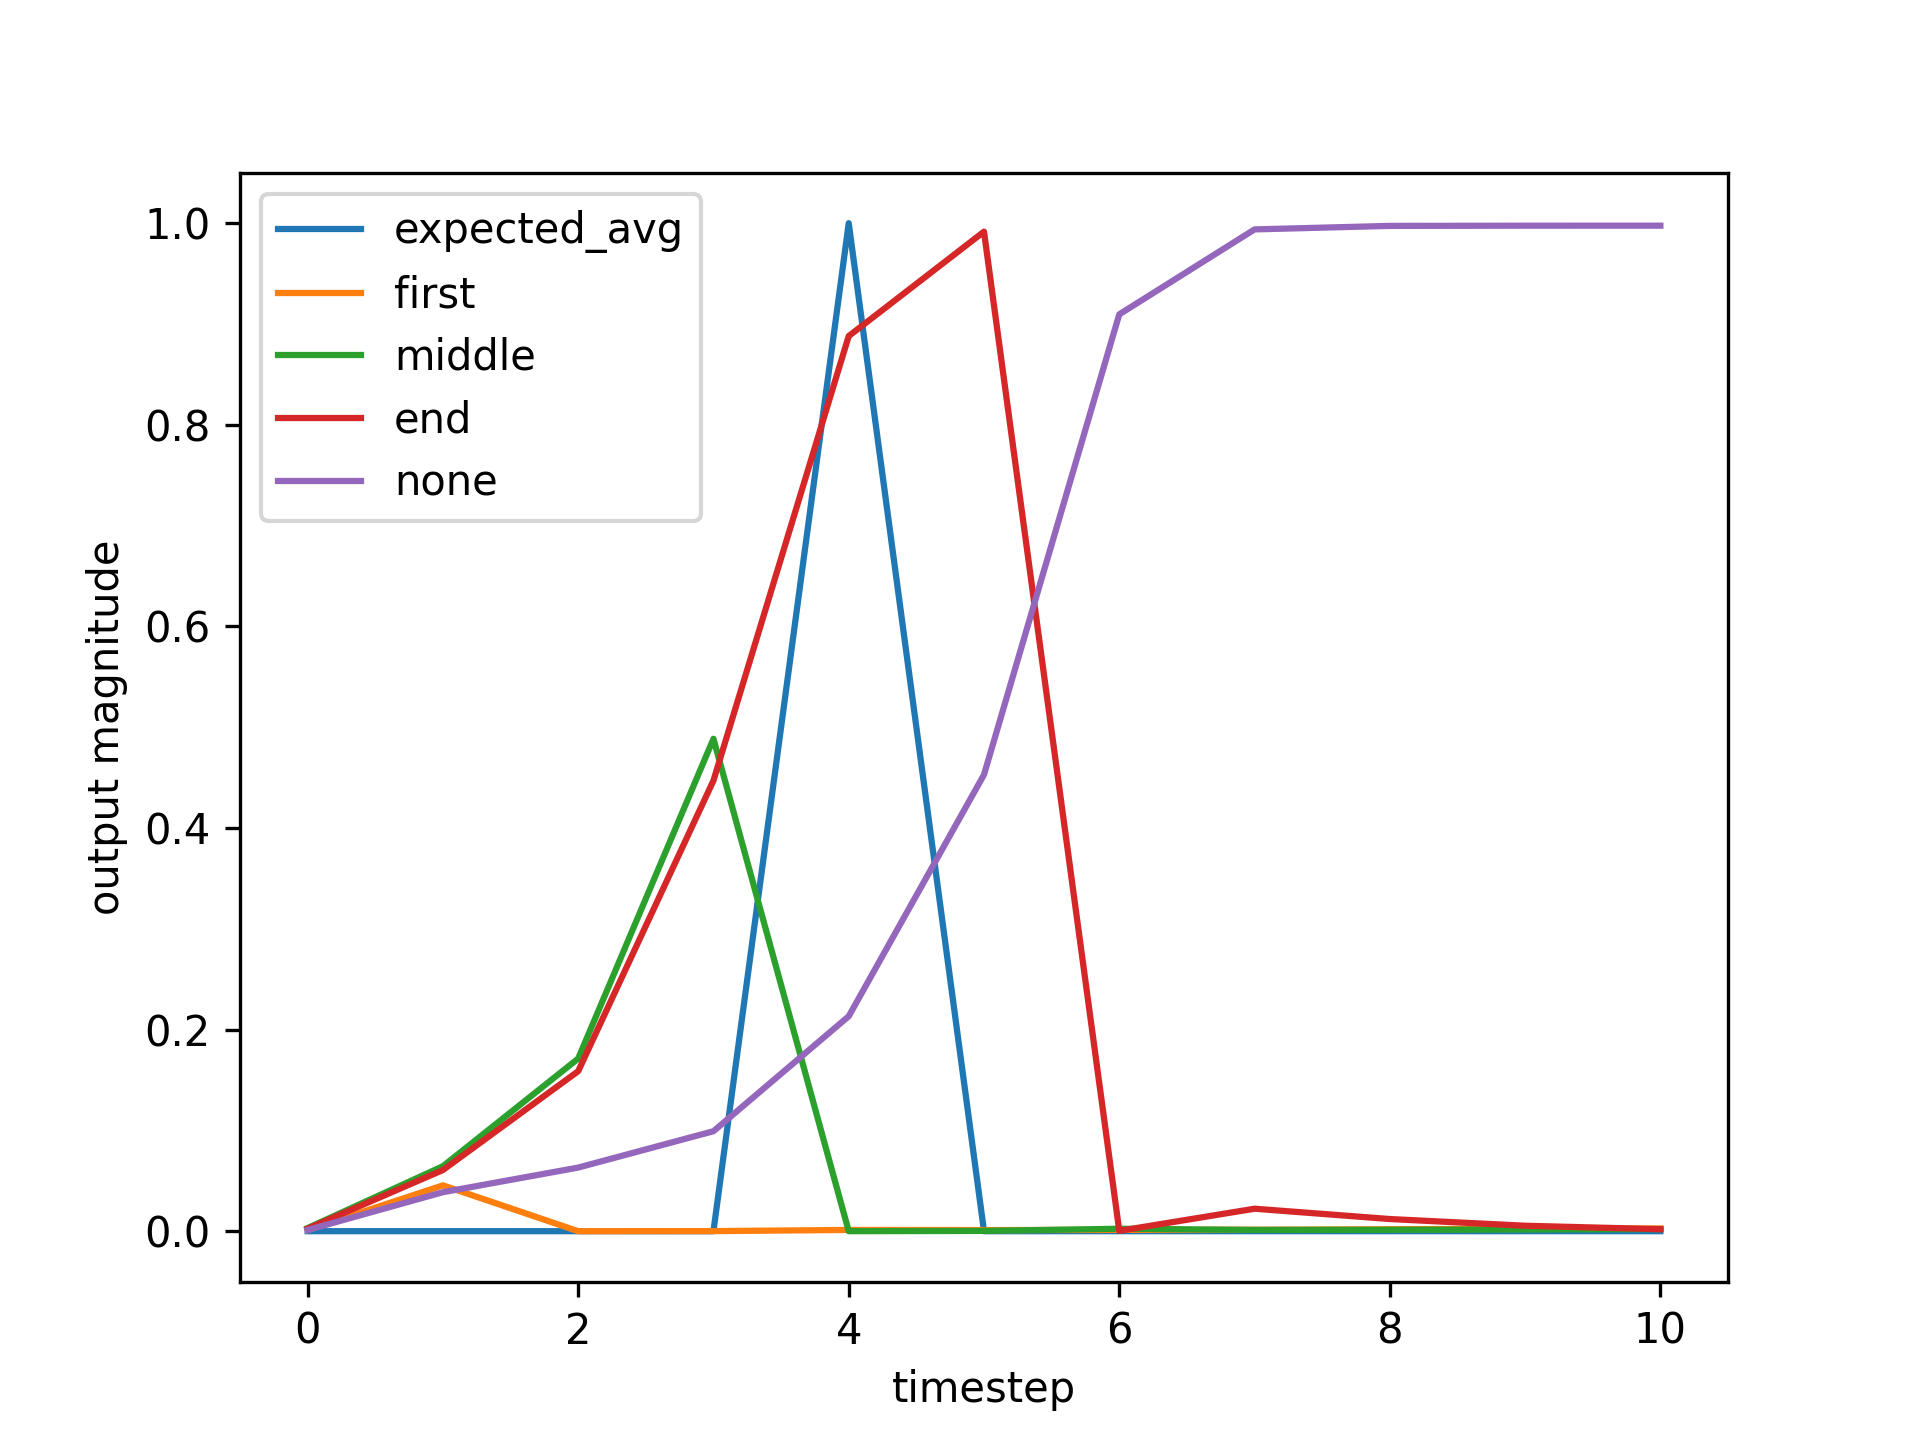 expected_avg
first
middle
end
none
1.0
0.8
0.6
0.4
0.2
0.0
output magnitude
0 2 4 6 8 10
timestep